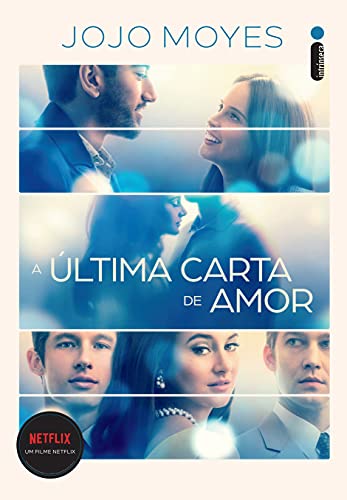 JOJO MOYES
intrínseca
A ÚLTIMA CARTA
DE AMOR
NETFLIX
UM FILME NETFLIX